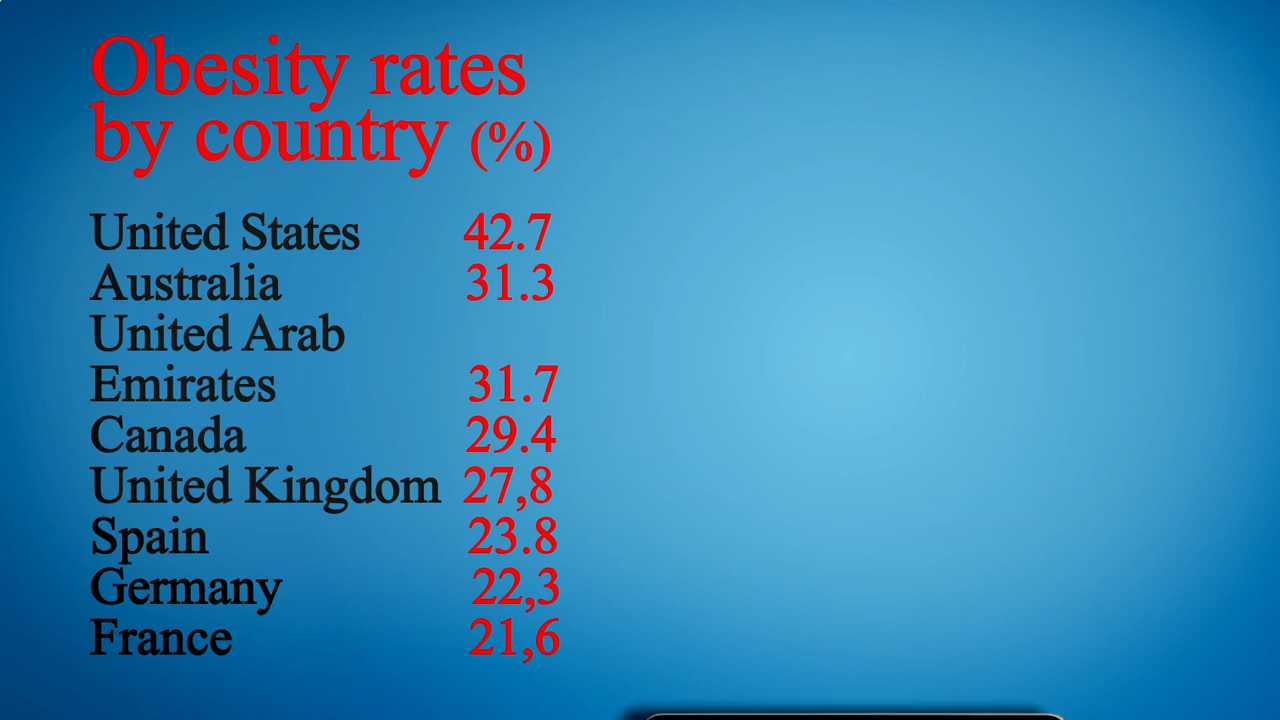 Obesity rates
by country (%)
United States 42.7
Australia 31.3
United Arab
Emirates 31.7
Canada 29.4
United Kingdom 27,8
Spain 23.8
Germany 22,3
France 21,6